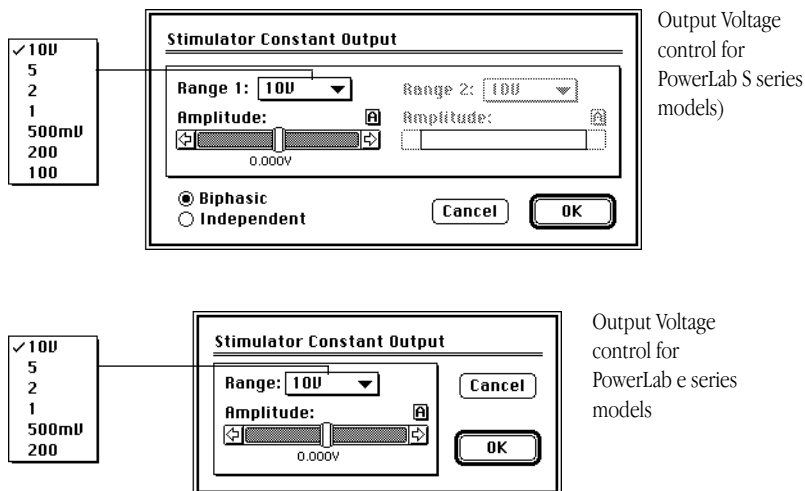 Output Voltage
control for
PowerLab S series
models)
✓10V
5
2
1
500mV
200
100
Stimulator Constant Output
Range 1: 10V
Range 2: 10V
Amplitude: A
Amplitude: A
0.000V
Biphasic
Independent
Cancel
OK
Output Voltage
control for
PowerLab e series
models
✓10V
5
2
1
500mV
200
Stimulator Constant Output
Range: 10V
Cancel
Amplitude: A
0.000V
OK